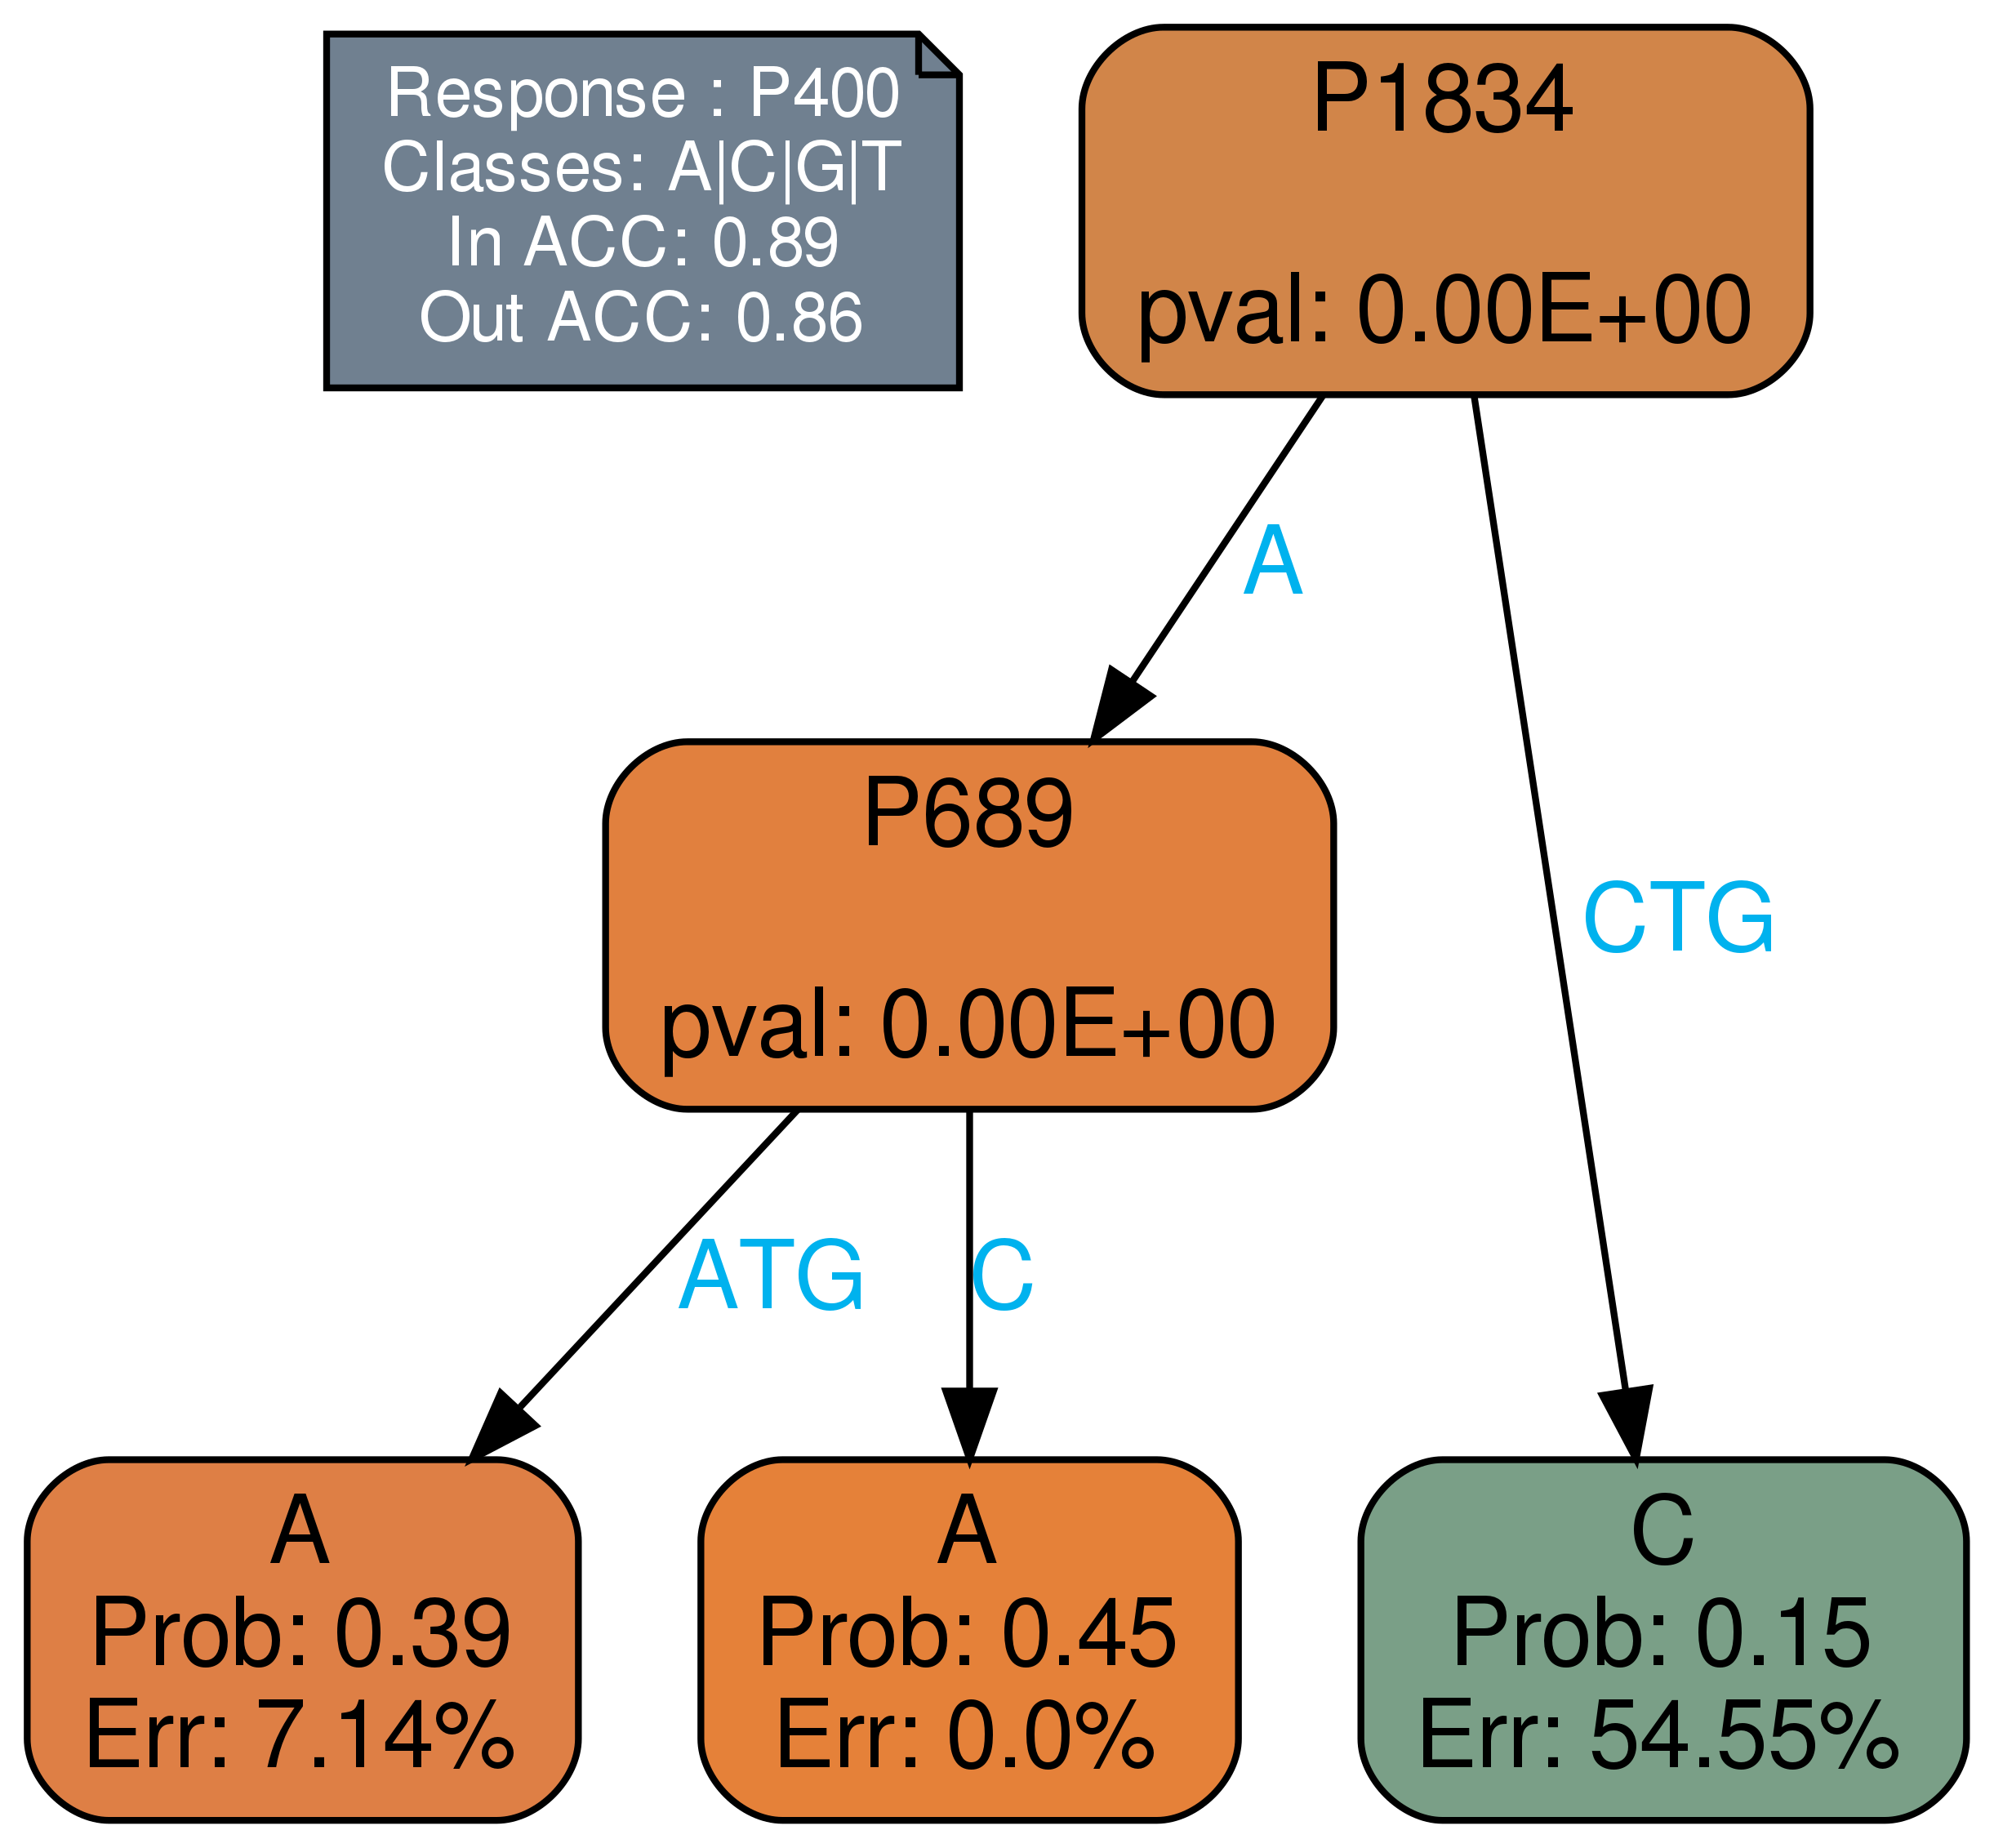 Response : P400
Classes: A|C|G|T
In ACC: 0.89
Out ACC: 0.86
P1834
pval: 0.00E+00
A
P689
pval: 0.00E+00
CTG
ATG
C
A
Prob: 0.39
Err: 7.14%
A
Prob: 0.45
Err: 0.0%
C
Prob: 0.15
Err: 54.55%